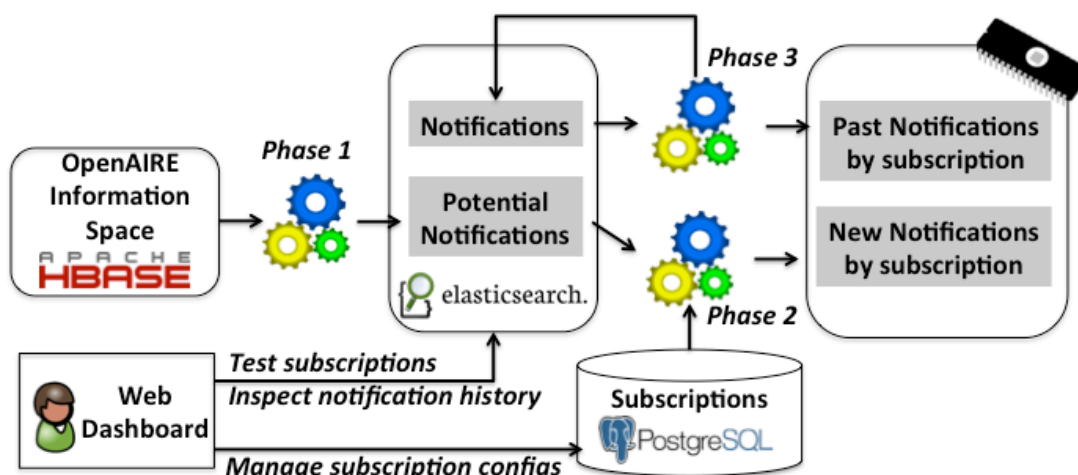 Phase 3
Notifications
Past Notifications
by subscription
Phase 1
OpenAIRE
Information
Space
APACHE
HBASE
Potential
Notifications
New Notifications
by subscription
elasticsearch.
Phase 2
Test subscriptions
Inspect notification history
Web
Dashboard
Subscriptions
PostgreSQL
Manage subscription configs